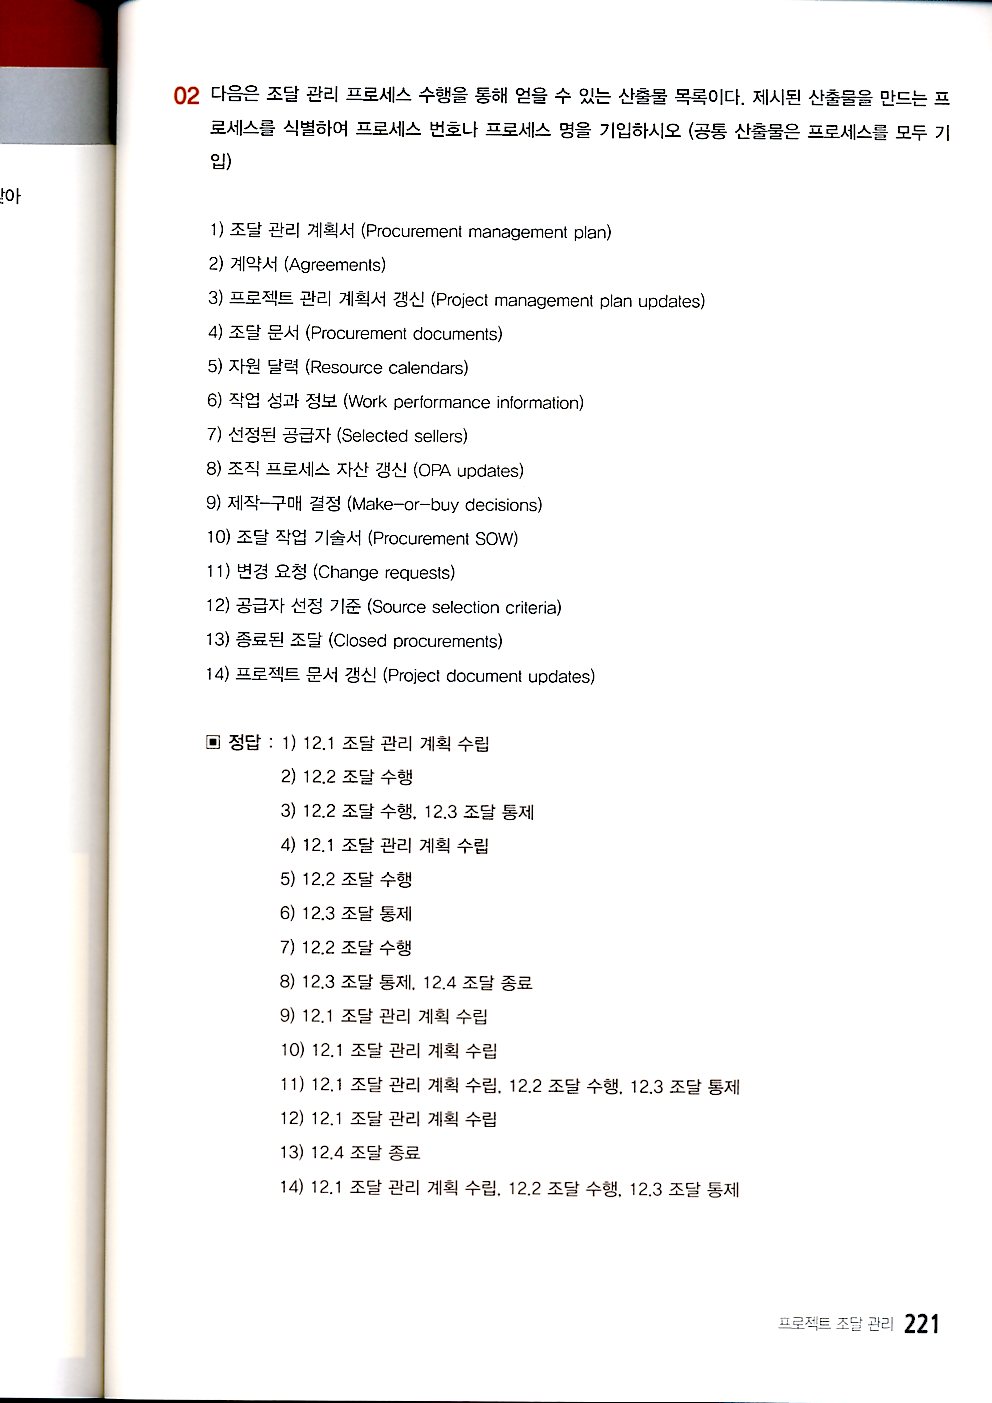 찾아
02 다음은 조달 관리 프로세스 수행을 통해 얻을 수 있는 산출물 목록이다. 제시된 산출물을 만드는 프
로세스를 식별하여 프로세스 번호나 프로세스 명을 기입하시오 (공통 산출물은 프로세스를 모두 기
입)
1) 조달 관리 계획서 (Procurement management plan)
2) 계약서 (Agreements)
3) 프로젝트 관리 계획서 갱신 (Project management plan updates)
4) 조달 문서 (Procurement documents)
5) 자원 달력 (Resource calendars)
6) 작업 성과 정보 (Work performance information)
7) 선정된 공급자 (Selected sellers)
8) 조직 프로세스 자산 갱신 (OPA updates)
9) 제작-구매 결정 (Make-or-buy decisions)
10) 조달 작업 기술서 (Procurement SOW)
11) 변경 요청 (Change requests)
12) 공급자 선정 기준 (Source selection criteria)
13) 종료된 조달 (Closed procurements)
14) 프로젝트 문서 갱신 (Project document updates)
▣ 정답 : 1) 12.1 조달 관리 계획 수립
2) 12.2 조달 수행
3) 12.2 조달 수행, 12.3 조달 통제
4) 12.1 조달 관리 계획 수립
5) 12.2 조달 수행
6) 12.3 조달 통제
7) 12.2 조달 수행
8) 12.3 조달 통제, 12.4 조달 종료
9) 12.1 조달 관리 계획 수립
10) 12.1 조달 관리 계획 수립
11) 12.1 조달 관리 계획 수립, 12.2 조달 수행, 12.3 조달 통제
12) 12.1 조달 관리 계획 수립
13) 12.4 조달 종료
14) 12.1 조달 관리 계획 수립, 12.2 조달 수행, 12.3 조달 통제
프로젝트 조달 관리 221